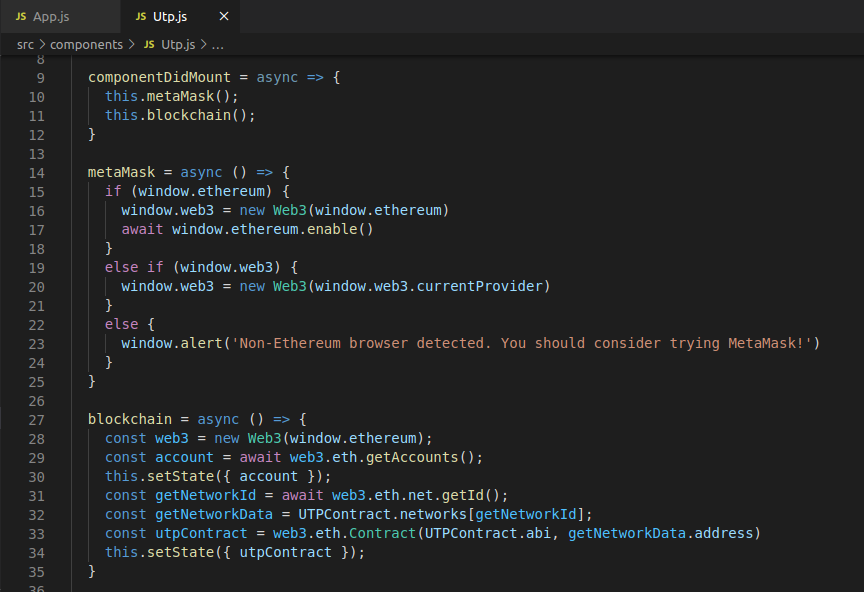 JS App.js
JS Utp.js ×
src > components > JS Utp.js > ...
8
9 componentDidMount = async => {
10 this.metaMask();
11 this.blockchain();
12 }
13
14 metaMask = async () => {
15 if (window.ethereum) {
16 window.web3 = new Web3(window.ethereum)
17 await window.ethereum.enable()
18 }
19 else if (window.web3) {
20 window.web3 = new Web3(window.web3.currentProvider)
21 }
22 else {
23 window.alert('Non-Ethereum browser detected. You should consider trying MetaMask!')
24 }
25 }
26
27 blockchain = async () => {
28 const web3 = new Web3(window.ethereum);
29 const account = await web3.eth.getAccounts();
30 this.setState({ account });
31 const getNetworkId = await web3.eth.net.getId();
32 const getNetworkData = UTPContract.networks[getNetworkId];
33 const utpContract = web3.eth.Contract(UTPContract.abi, getNetworkData.address)
34 this.setState({ utpContract });
35 }
36